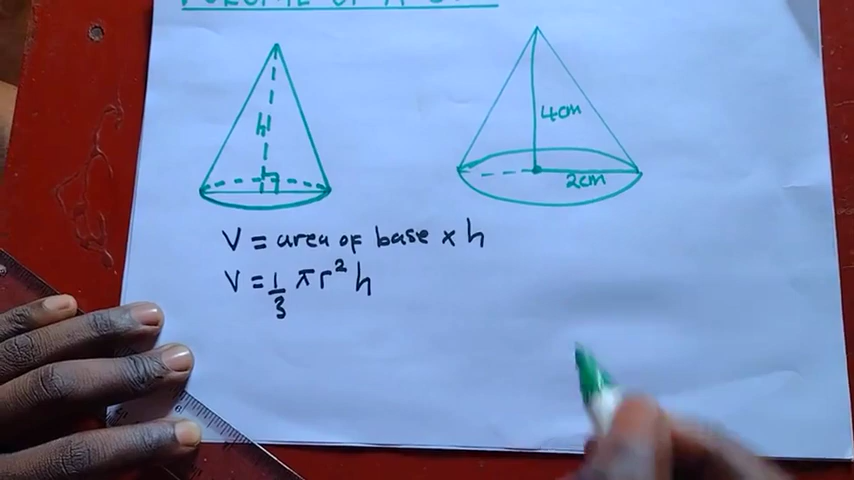 h
4cm
2cm
V = area of base × h
V = 1/3 πr² h